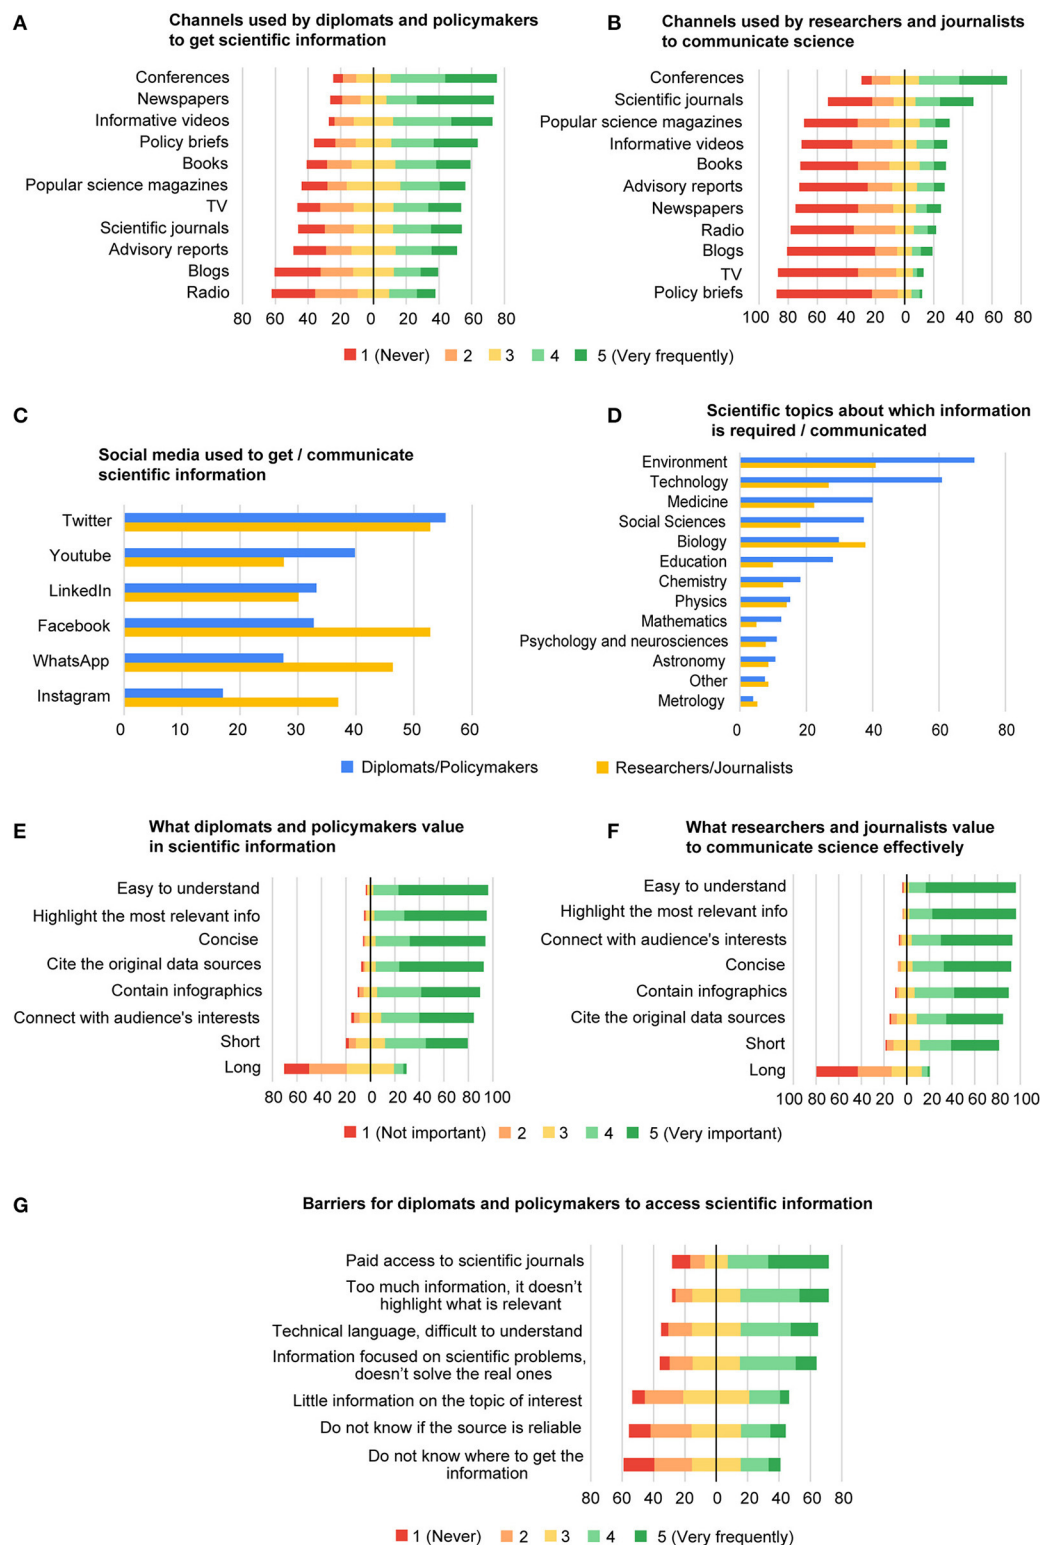 A
Channels used by diplomats and policymakers
to get scientific information
Conferences
Newspapers
Informative videos
Policy briefs
Books
Popular science magazines
TV
Scientific journals
Advisory reports
Blogs
Radio
80 60 40 20 0 20 40 60 80
B
Channels used by researchers and journalists
to communicate science
Conferences
Scientific journals
Popular science magazines
Informative videos
Books
Advisory reports
Newspapers
Radio
Blogs
TV
Policy briefs
100 80 60 40 20 0 20 40 60 80
1 (Never) 2 3 4 5 (Very frequently)
C
Social media used to get / communicate
scientific information
Twitter
Youtube
LinkedIn
Facebook
WhatsApp
Instagram
0 10 20 30 40 50 60
D
Scientific topics about which information
is required / communicated
Environment
Technology
Medicine
Social Sciences
Biology
Education
Chemistry
Physics
Mathematics
Psychology and neurosciences
Astronomy
Other
Metrology
0 20 40 60 80
Diplomats/Policymakers Researchers/Journalists
E
What diplomats and policymakers value
in scientific information
Easy to understand
Highlight the most relevant info
Concise
Cite the original data sources
Contain infographics
Connect with audience's interests
Short
Long
80 60 40 20 0 20 40 60 80 100
F
What researchers and journalists value
to communicate science effectively
Easy to understand
Highlight the most relevant info
Connect with audience's interests
Concise
Contain infographics
Cite the original data sources
Short
Long
100 80 60 40 20 0 20 40 60 80 100
1 (Not important) 2 3 4 5 (Very important)
G
Barriers for diplomats and policymakers to access scientific information
Paid access to scientific journals
Too much information, it doesn't
highlight what is relevant
Technical language, difficult to understand
Information focused on scientific problems,
doesn't solve the real ones
Little information on the topic of interest
Do not know if the source is reliable
Do not know where to get the
information
80 60 40 20 0 20 40 60 80
1 (Never) 2 3 4 5 (Very frequently)